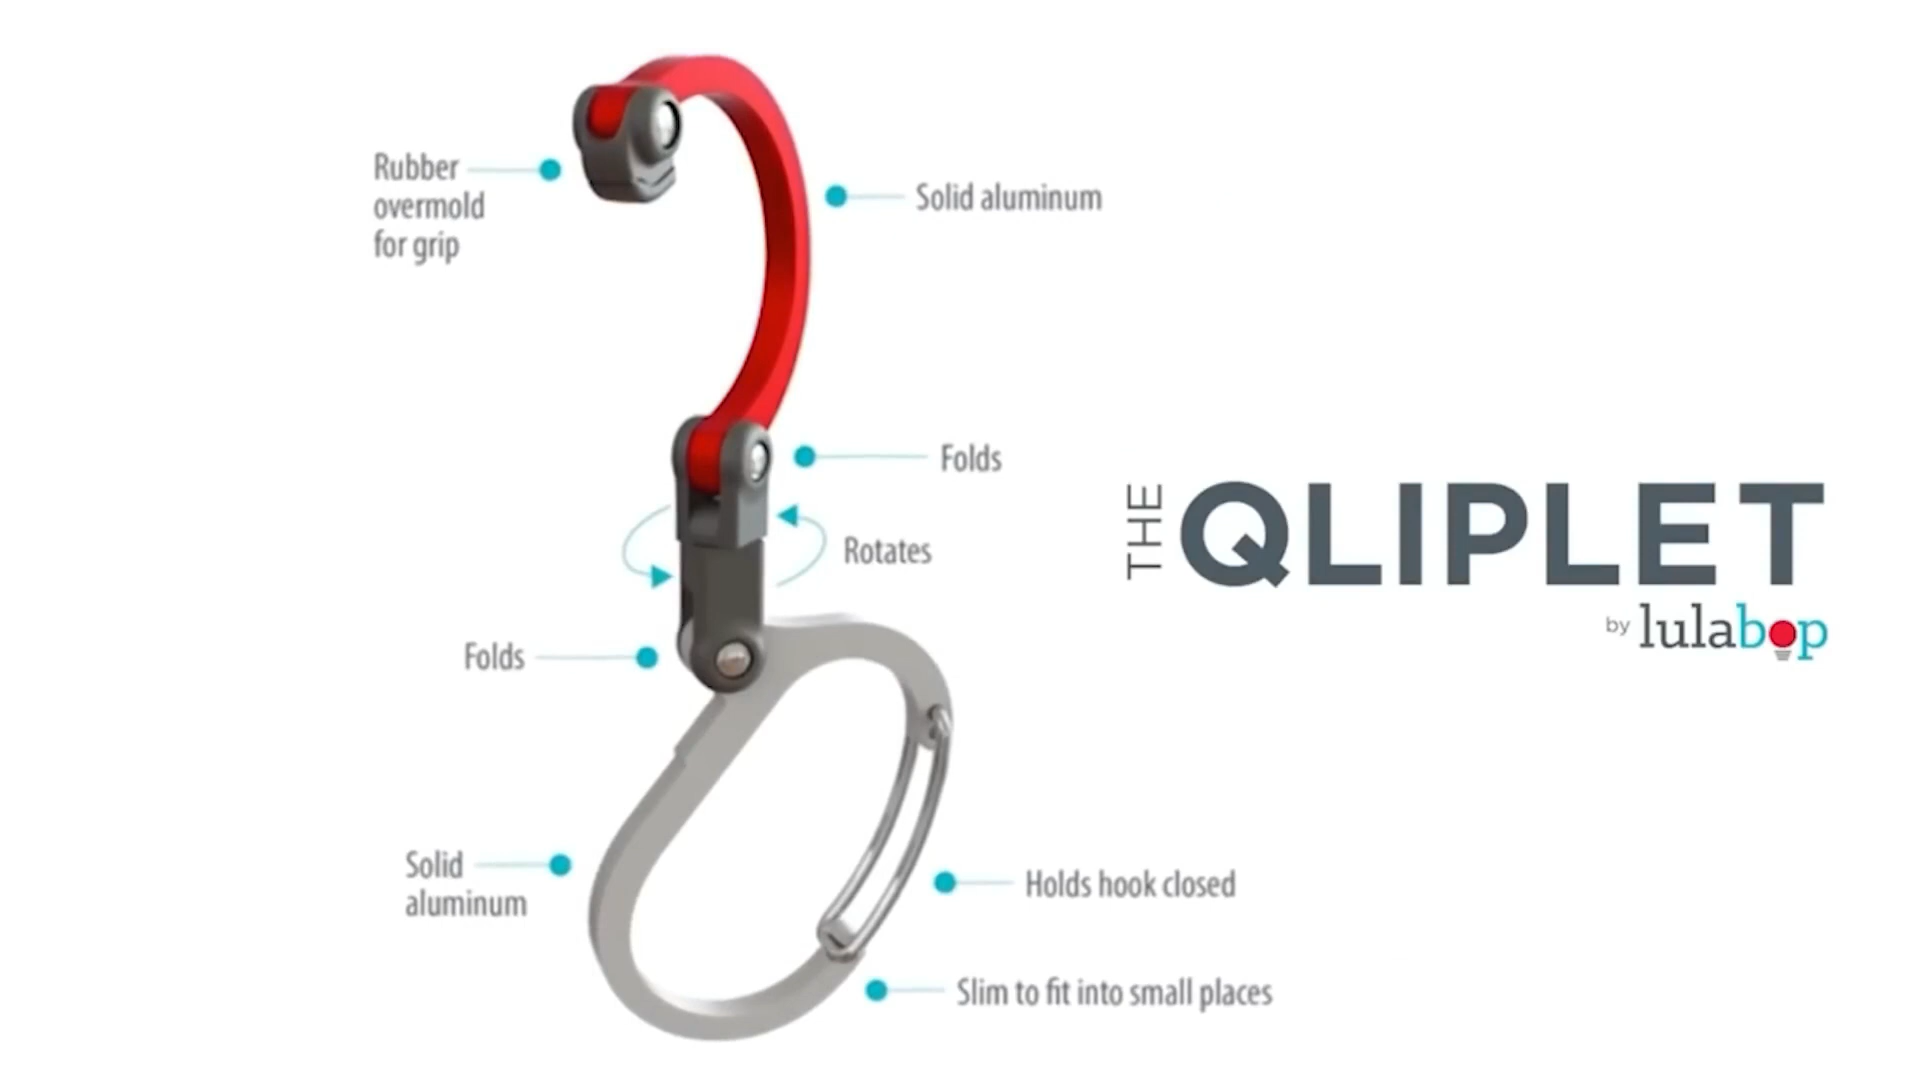 Rubber
overmold
for grip
Solid aluminum
Folds
Rotates
THE QLIPLET
by lulabop
Folds
Solid
aluminum
Holds hook closed
Slim to fit into small places